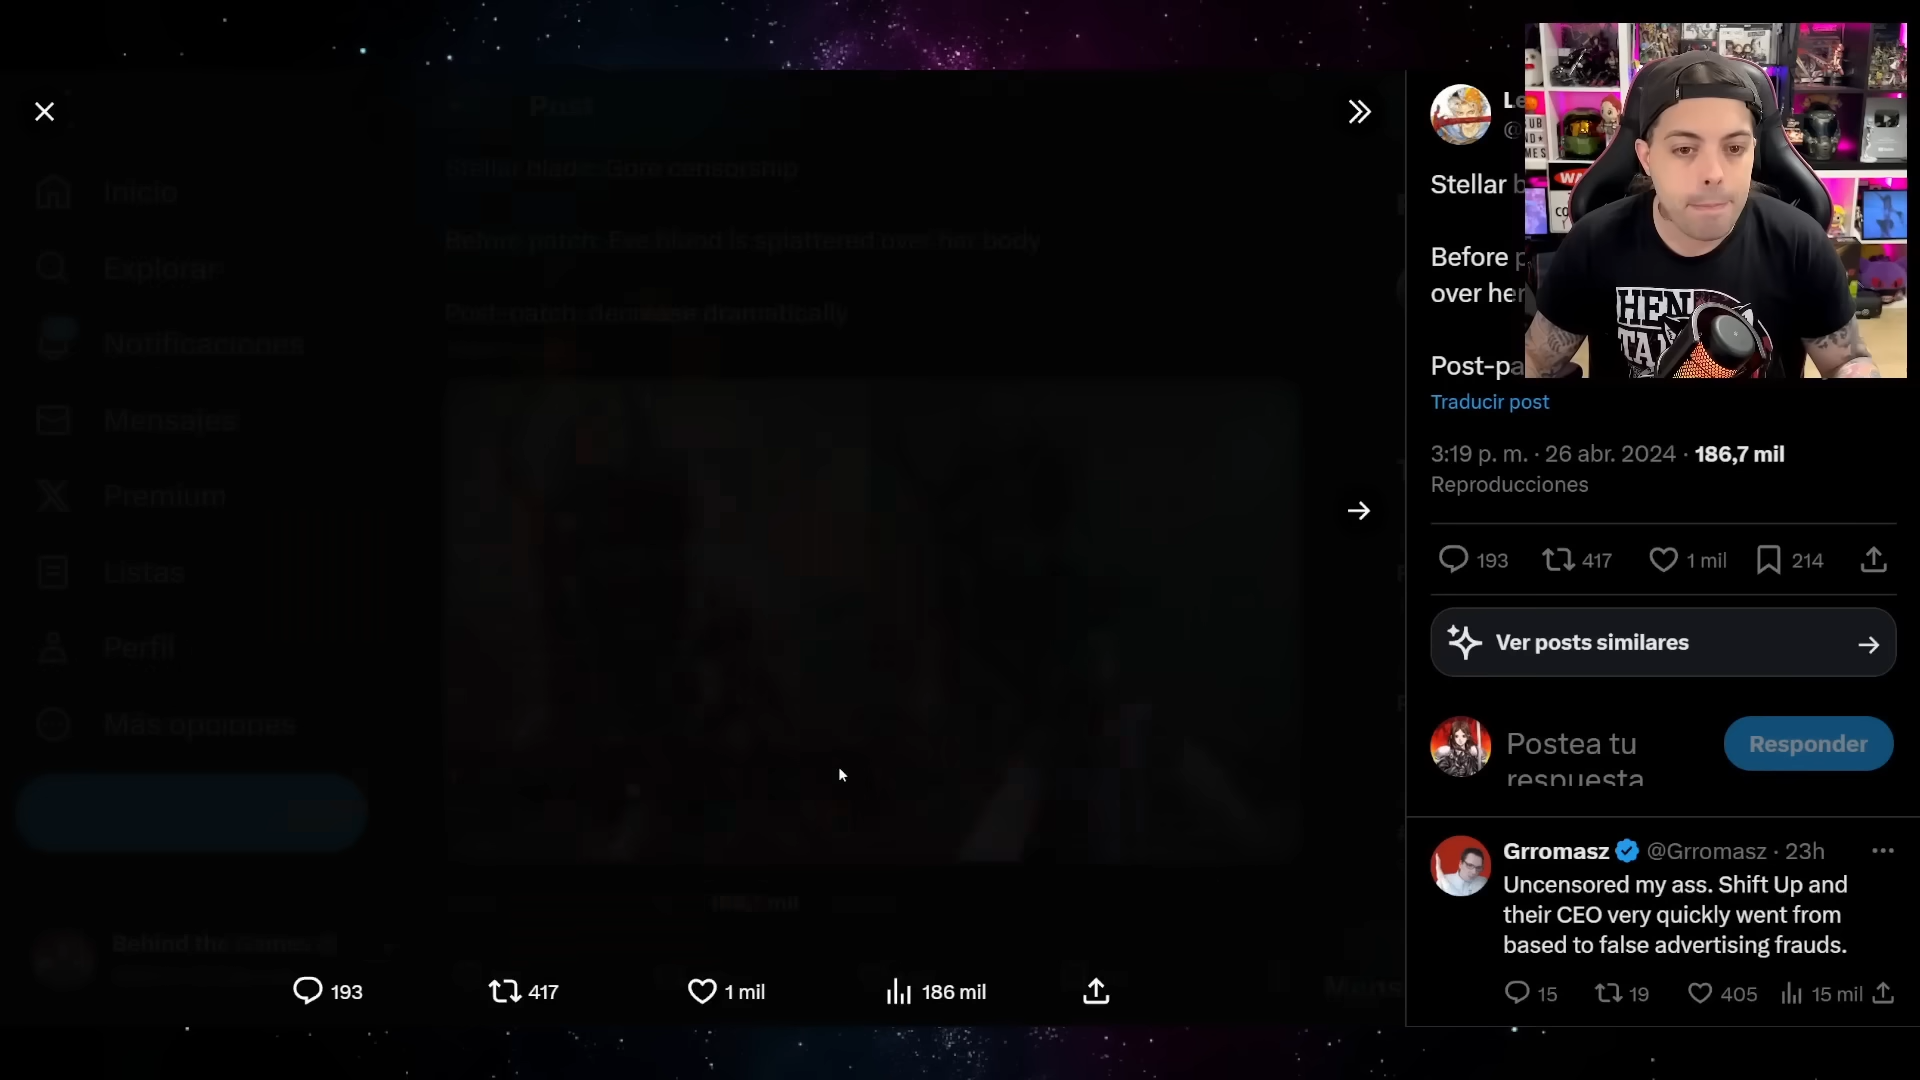 Post
Stellar blade: Gore censorship
Before patch: Eve blood is splattered over her body
Post-patch: decrease dramatically
Inicio
Explorar
Notificaciones
Mensajes
Premium
Listas
Perfil
Más opciones
Behind the Games
193
417
1 mil
186 mil
Stellar
Before
over her
Post-pa
Traducir post
3:19 p. m. · 26 abr. 2024 · 186,7 mil
Reproducciones
193 417 1 mil 214
Ver posts similares
Postea tu
respuesta
Responder
Grromasz @Grromasz · 23h
Uncensored my ass. Shift Up and
their CEO very quickly went from
based to false advertising frauds.
15 19 405 15 mil
HEN
TA